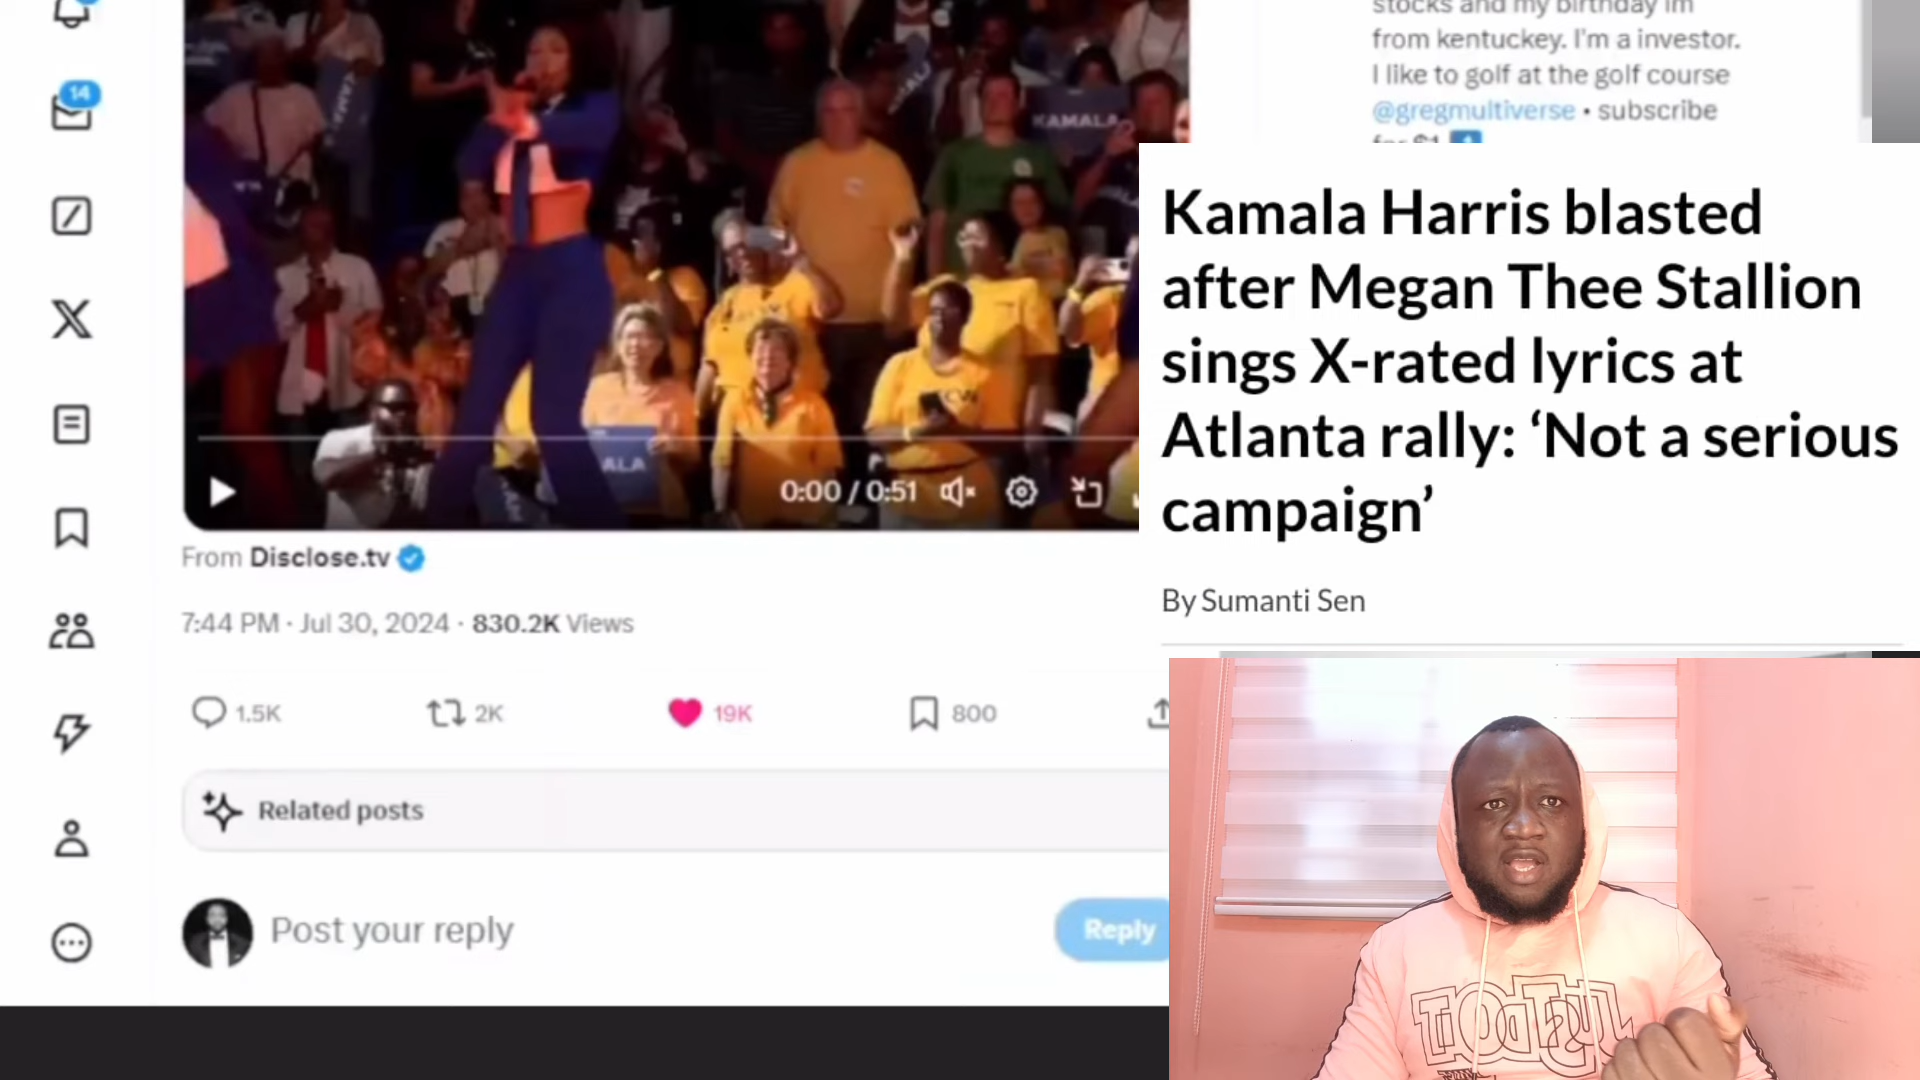 14
stocks and my birthday im
from kentuckey. I'm a investor.
I like to golf at the golf course
@gregmultiverse • subscribe
for $1
KAMALA
ALA
0:00 / 0:51
From Disclose.tv
7:44 PM · Jul 30, 2024 · 830.2K Views
1.5K
2K
19K
800
Related posts
Post your reply
Reply
Kamala Harris blasted
after Megan Thee Stallion
sings X-rated lyrics at
Atlanta rally: ‘Not a serious
campaign’
By Sumanti Sen